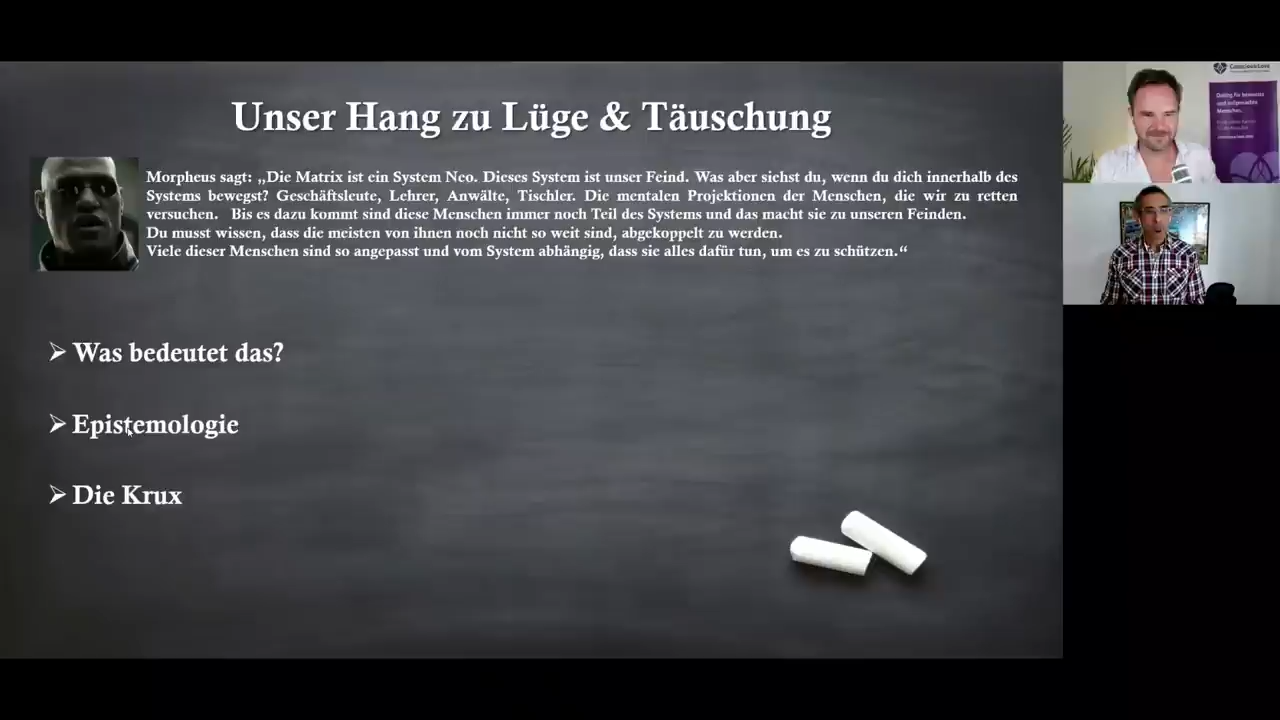 Unser Hang zu Lüge & Täuschung
Morpheus sagt: „Die Matrix ist ein System Neo. Dieses System ist unser Feind. Was aber siehst du, wenn du dich innerhalb des
Systems bewegst? Geschäftsleute, Lehrer, Anwälte, Tischler. Die mentalen Projektionen der Menschen, die wir zu retten
versuchen. Bis es dazu kommt sind diese Menschen immer noch Teil des Systems und das macht sie zu unseren Feinden.
Du musst wissen, dass die meisten von ihnen noch nicht so weit sind, abgekoppelt zu werden.
Viele dieser Menschen sind so angepasst und vom System abhängig, dass sie alles dafür tun, um es zu schützen.“
➢ Was bedeutet das?
➢ Epistemologie
➢ Die Krux
Dating für bewusste
und
Menschen.